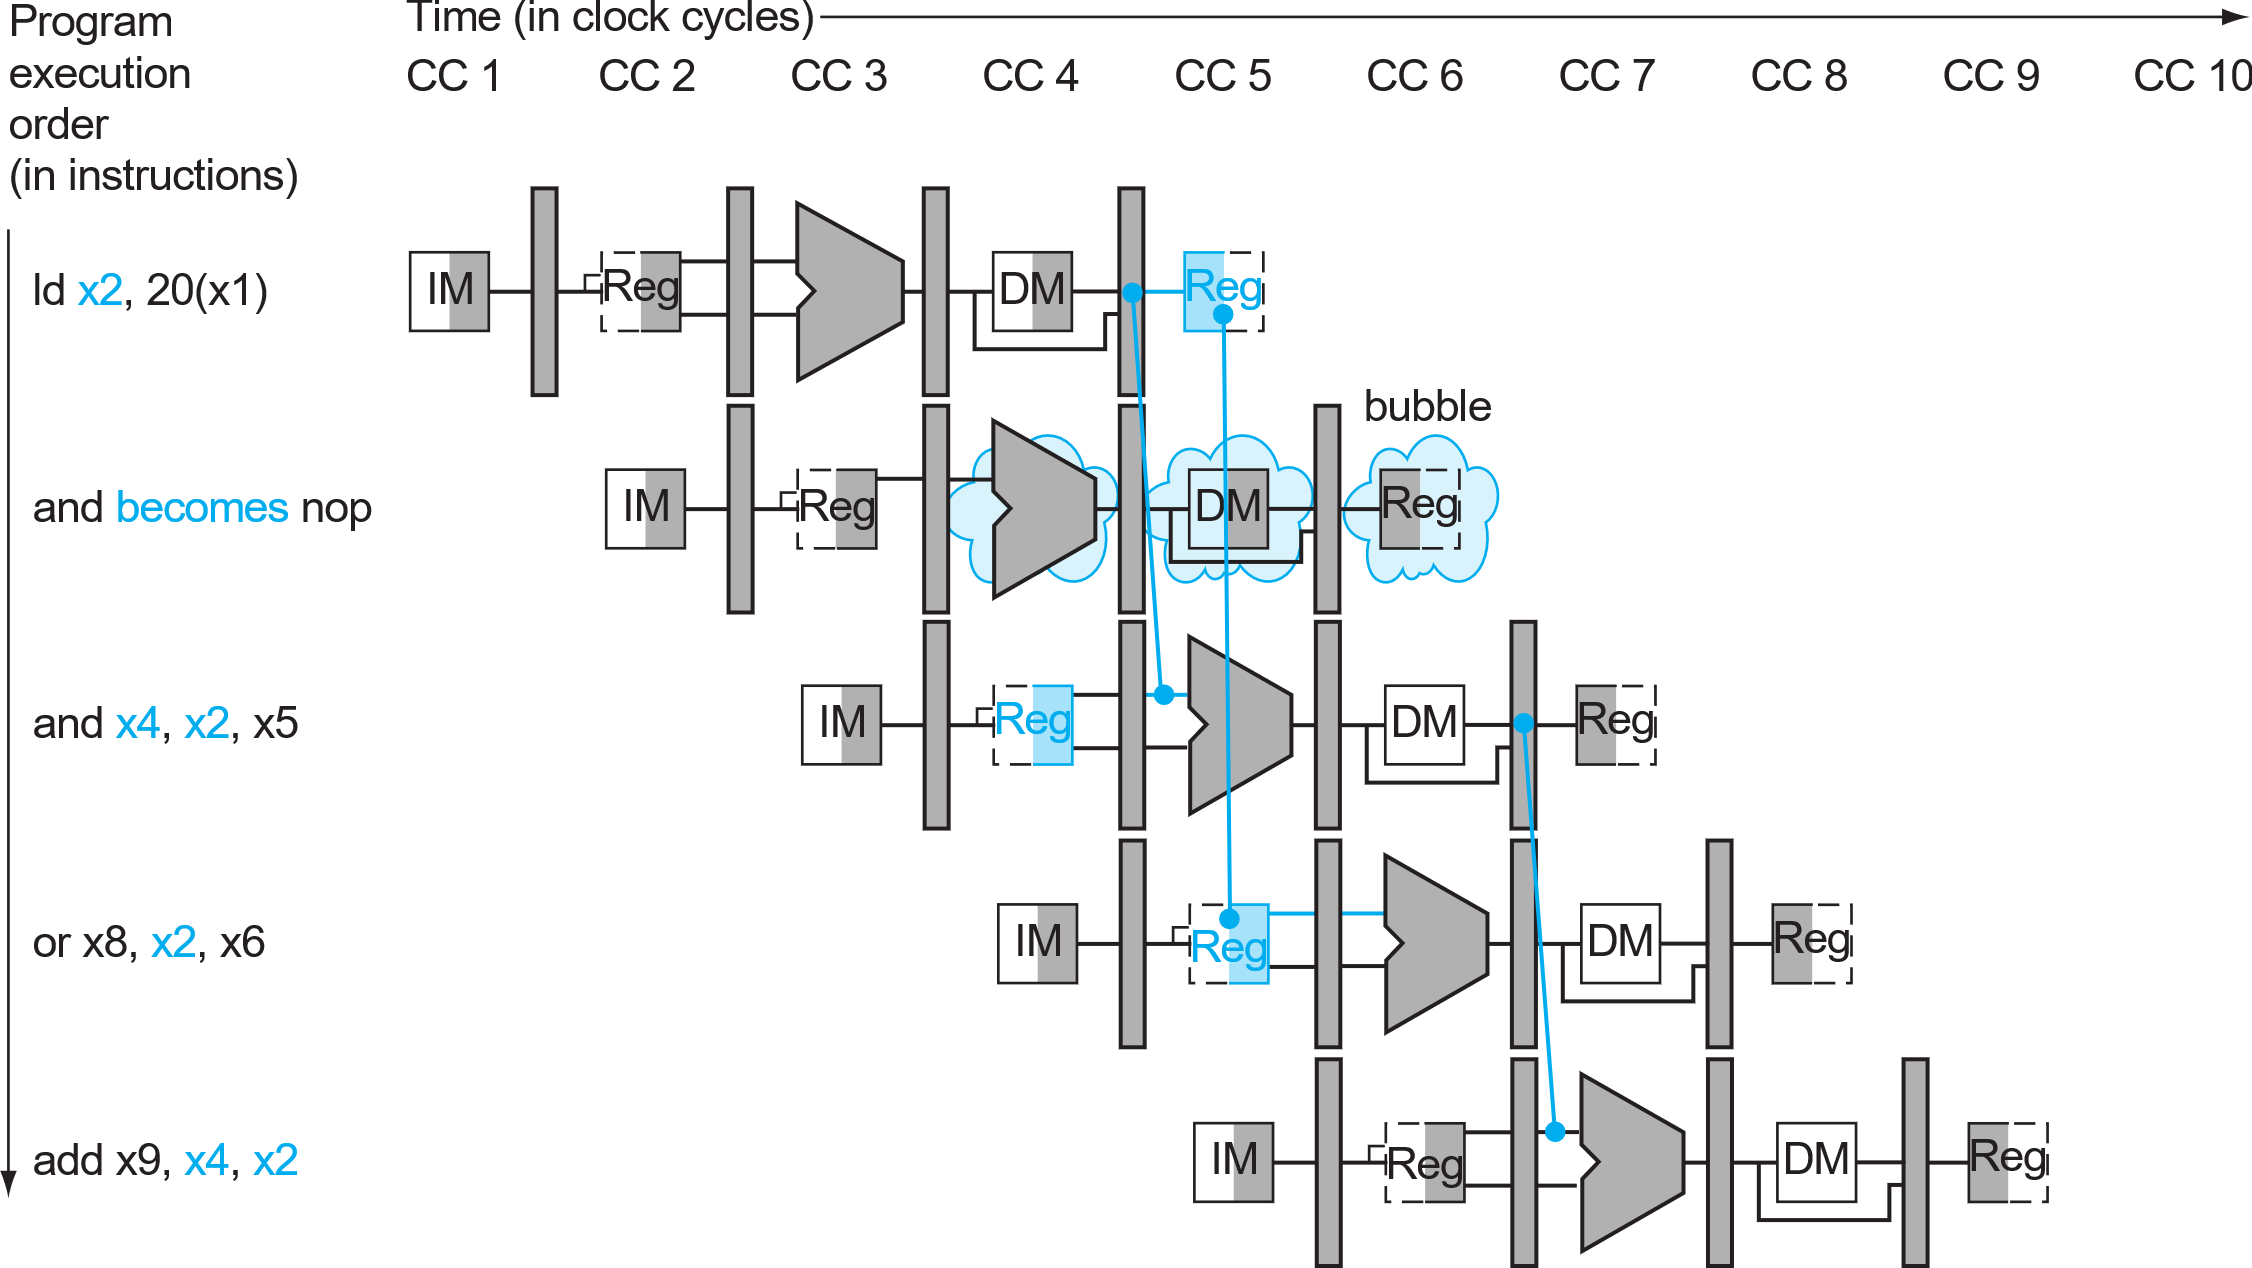 Program
execution
order
(in instructions)
Time (in clock cycles)
CC 1 CC 2 CC 3 CC 4 CC 5 CC 6 CC 7 CC 8 CC 9 CC 10
ld x2, 20(x1)
IM Reg DM Reg
bubble
and becomes nop
IM Reg DM Reg
and x4, x2, x5
IM Reg DM Reg
or x8, x2, x6
IM Reg DM Reg
add x9, x4, x2
IM Reg DM Reg